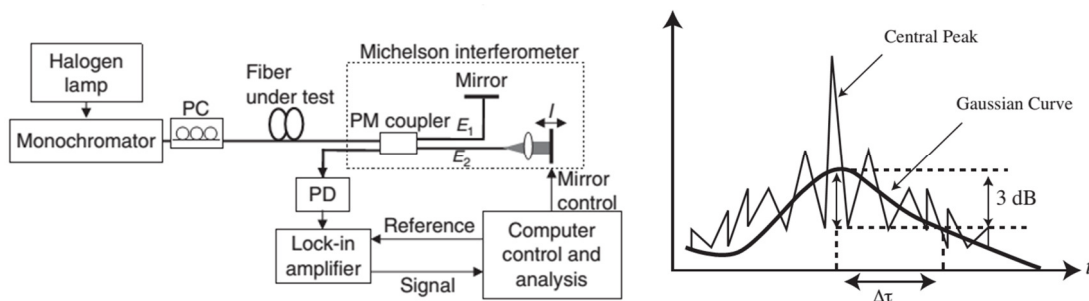 Michelson interferometer
Halogen
lamp
Fiber
under test
Mirror
l
PC
PM coupler
E1
E2
Monochromator
Mirror
control
PD
Reference
Lock-in
amplifier
Signal
Computer
control and
analysis
Central Peak
Gaussian Curve
3 dB
t
Δτ